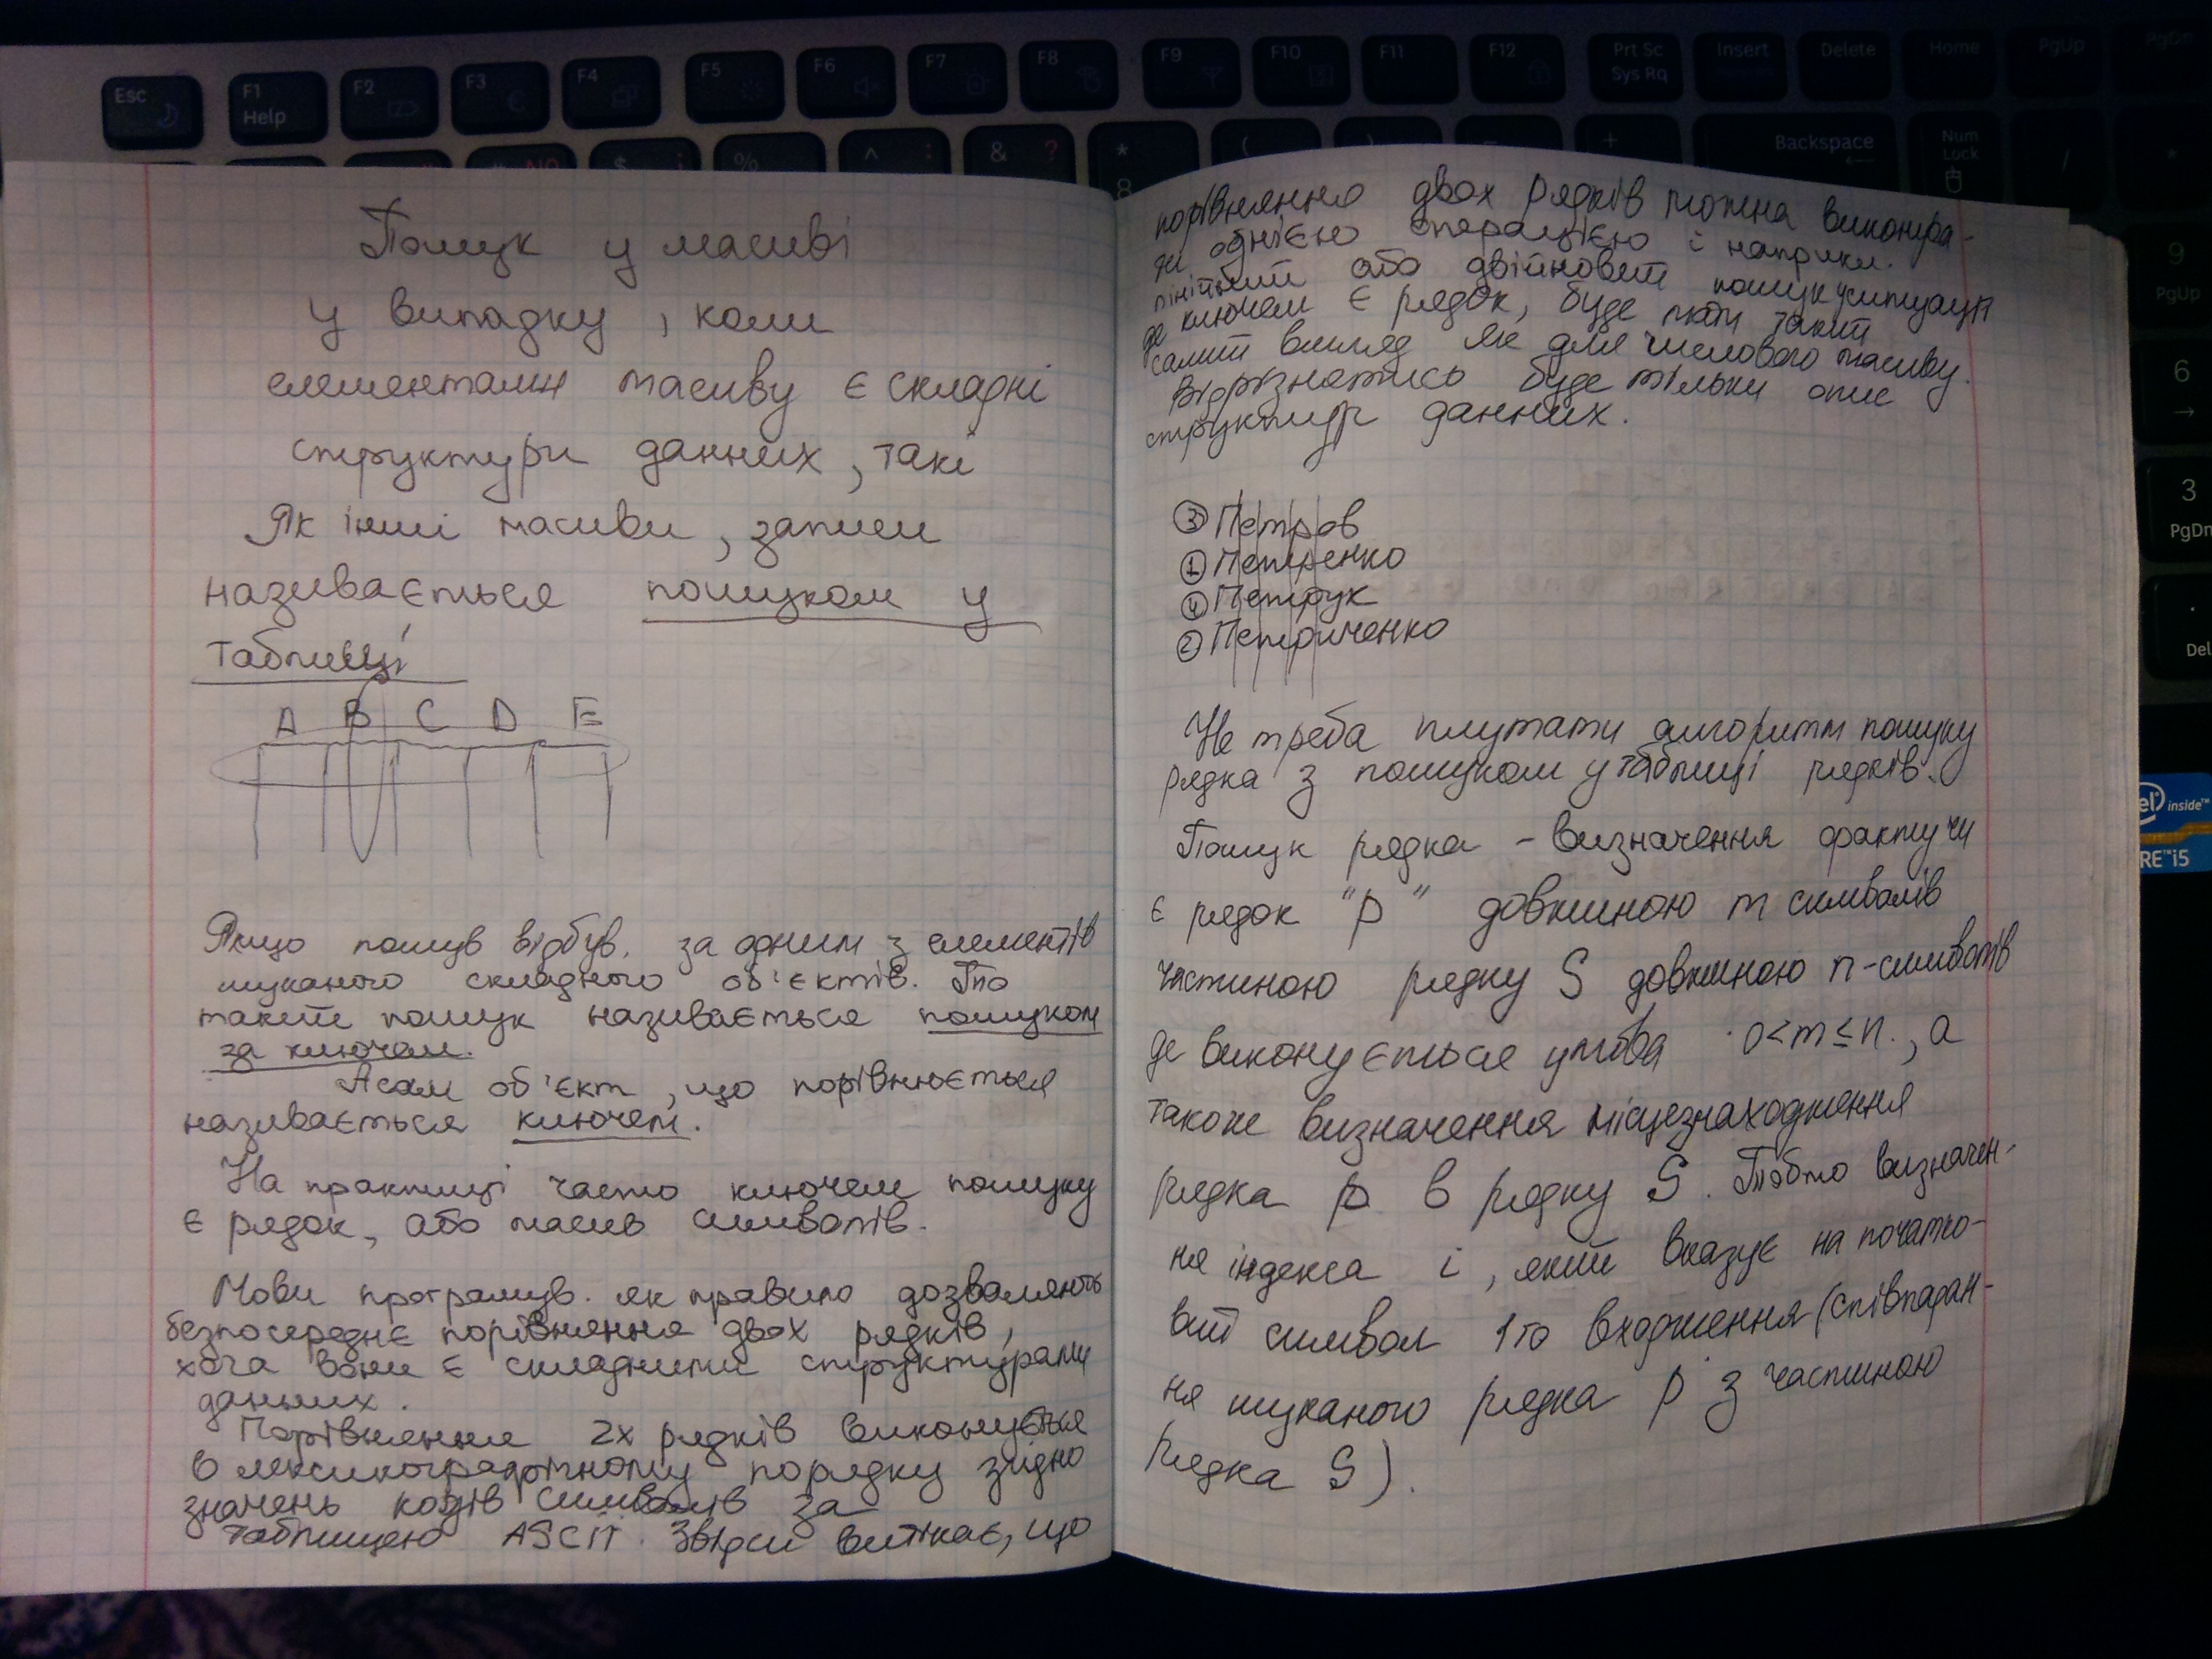 Esc
F1
Help
F2
F3
F4
F5
F6
F7
F8
F9
F10
F11
F12
Prt Sc
Sys Rq
Insert
Delete
Home
PgUp
PgDn
$
%
^
&
?
*
8
(
)
+
Backspace
Num
Lock
/
*
9
PgUp
6
→
3
PgDn
.
Del
intel inside™
CORE™ i5
Пошук у масиві
У випадку, коли
елементами масиву є складні
структури данних, такі
Як інші масиви, записи
називається пошуком у
таблиці
A B C D E
Якщо пошув відбув. за одним з елементів
шуканого складного об'єктів. То
такий пошук називається пошуком
за ключем.
А сам об'єкт, що порівнюється
називається ключем.
На практиці часто ключем пошуку
є рядок, або масив символів.
Мови програмув. як правило дозваляють
безпосереднє порівняння двох рядків,
хоча вони є складними структурами
данних.
Порівняння 2х рядків виконується
в лексикографічному порядку згідно
значень кодів символів за
таблицею ASCII. Звідси витікає, що
порівняння двох рядків можна виконува-
ти однією операцією і наприкл.
лінійний або двійновий пошук у ситуації
де ключем є рядок, буде мати такий
самий вигляд як для числового масиву.
Відрізнятись буде тільки опис
структур данних.
③ Петров
① Петренко
④ Петрук
② Петриченко
Не треба плутати алгоритм пошуку
рядка з пошуком у таблиці рядків.
Пошук рядка - визначення факту чи
є рядок "p" довжиною m символів
частиною рядку S довжиною n-символів
де виконується умова 0<m≤n., а
також визначення місцезнаходження
рядка p в рядку S. Тобто визначен-
ня індекса i, який вказує на початко-
вий символ 1го входження (співпадан-
ня шуканого рядка p з частиною
рядка S).